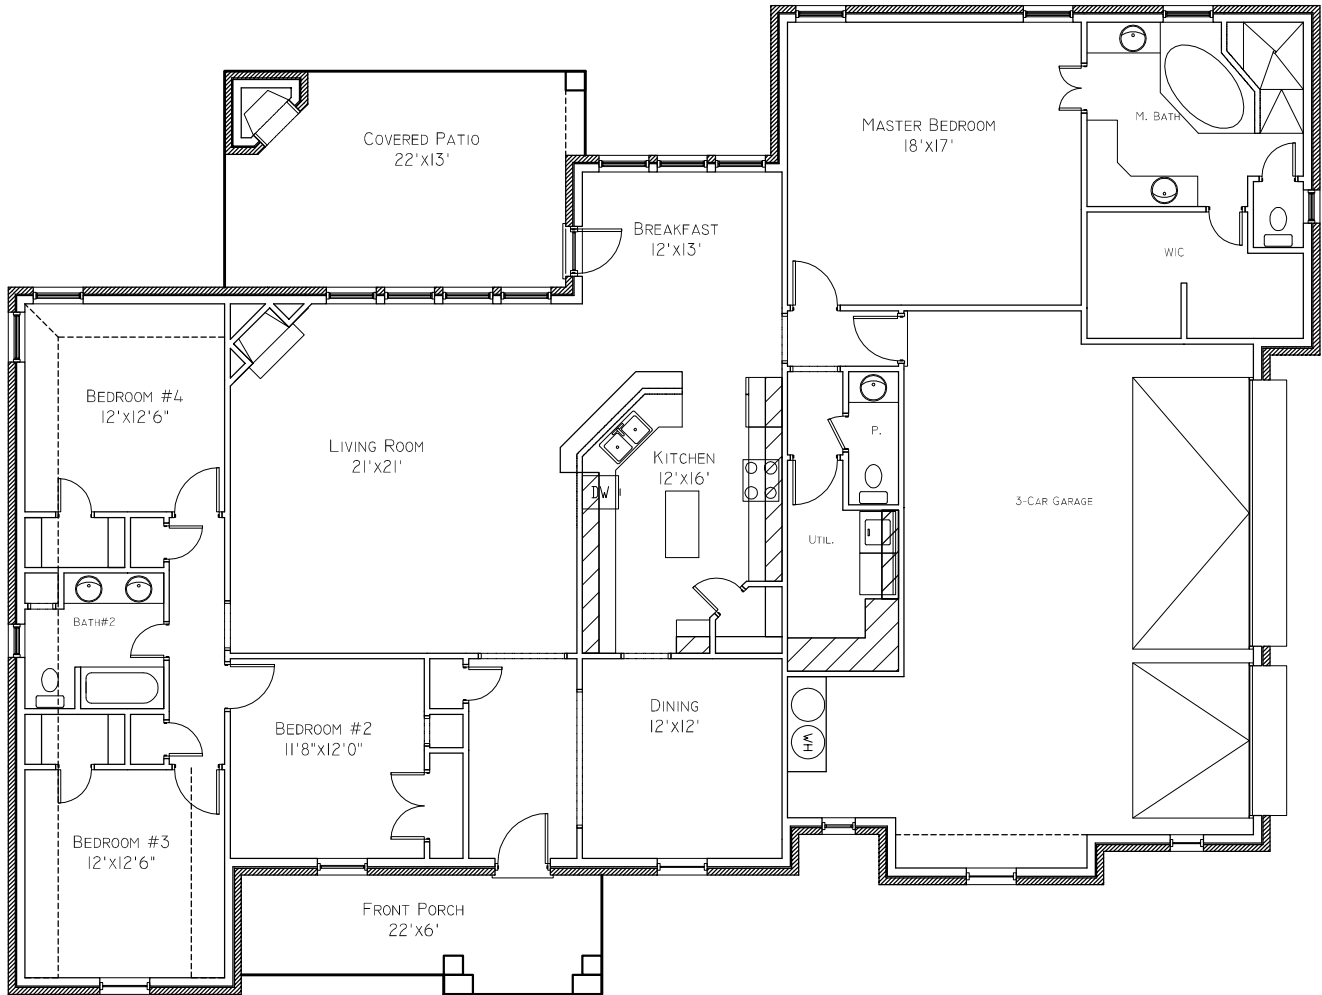 Covered Patio
22'x13'
Master Bedroom
18'x17'
M. Bath
Breakfast
12'x13'
WIC
Bedroom #4
12'x12'6"
Living Room
21'x21'
Kitchen
12'x16'
DW
P.
3-Car Garage
Util.
Bath#2
Bedroom #2
11'8"x12'0"
Dining
12'x12'
WH
Bedroom #3
12'x12'6"
Front Porch
22'x6'